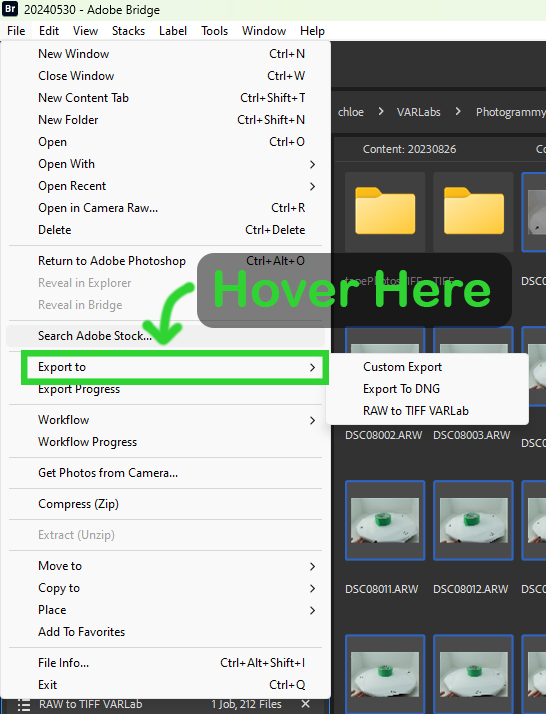 Br 20240530 - Adobe Bridge
File Edit View Stacks Label Tools Window Help
New Window Ctrl+N
Close Window Ctrl+W
New Content Tab Ctrl+Shift+T
New Folder Ctrl+Shift+N
Open Ctrl+O
Open With
Open Recent
Open in Camera Raw... Ctrl+R
Delete Ctrl+Delete
Return to Adobe Photoshop Ctrl+Alt+O
Reveal in Explorer
Reveal in Bridge
Search Adobe Stock...
Export to
Export Progress
Workflow
Workflow Progress
Get Photos from Camera...
Compress (Zip)
Extract (Unzip)
Move to
Copy to
Place
Add To Favorites
File Info... Ctrl+Alt+Shift+I
Exit Ctrl+Q
RAW to TIFF VARLab 1 Job, 212 Files
Hover Here
Custom Export
Export To DNG
RAW to TIFF VARLab
chloe > VARLabs > Photogrammy
Content: 20230826 Co
TIFF DSC0
DSC08002.ARW DSC08003.ARW DSC0
DSC08011.ARW DSC08012.ARW DSC0